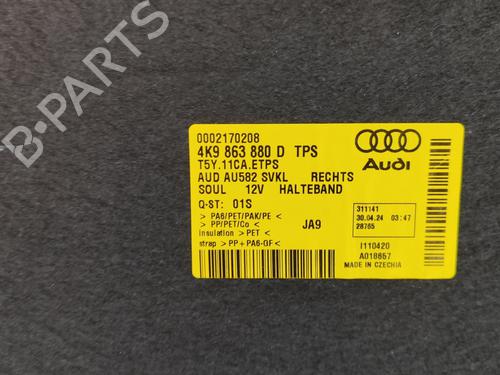 0002170208
4K9 863 880 D TPS
T5Y.11CA.ETPS
AUD AU582 SVKL RECHTS
SOUL 12V HALTEBAND
Q-ST: 01S
> PA6/PET/PAK/PE <
> PP/PET/Co <
JA9
insulation > PET <
strap > PP+PA6-GF <
Audi
311141
30.04.24 03:47
28765
I110420
A018857
MADE IN CZECHIA
B-PARTS